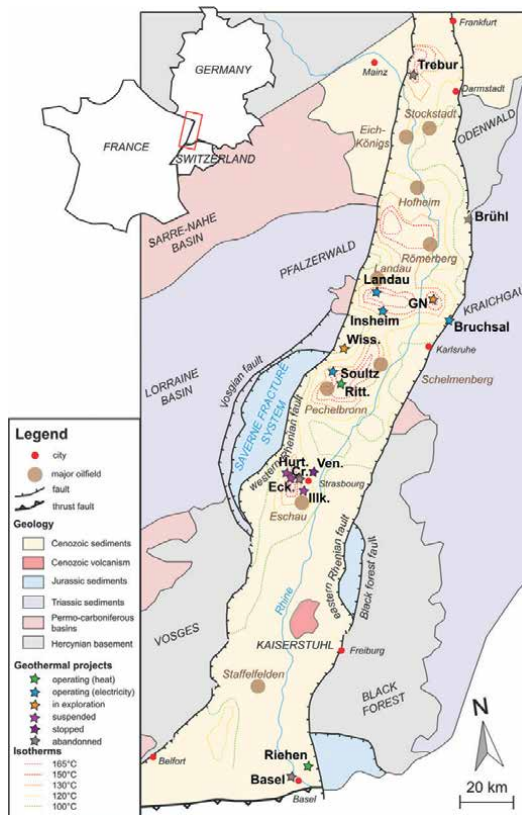 FRANCE
GERMANY
SWITZERLAND
Frankfurt
Mainz
Trebur
Darmstadt
Stockstadt
Eich-
Königs
ODENWALD
SARRE-NAHE
BASIN
Hofheim
Brühl
PFALZERWALD
Römerberg
Landau
Landau
GN
KRAICHGAU
Insheim
Bruchsal
Wiss.
Karlsruhe
LORRAINE
BASIN
Vosgian fault
Soultz
Ritt.
Schelmenberg
SAVERNE FRACTURE
SYSTEM
Pechelbronn
western Rhenian fault
Hurt.
Ven.
Cr.
Strasbourg
Eck.
Illk.
Eschau
Rhine
eastern Rhenian fault
Black forest fault
VOSGES
KAISERSTUHL
Freiburg
Staffelfelden
BLACK
FOREST
Belfort
Riehen
Basel
Basel
N
20 km
Legend
city
major oilfield
fault
thrust fault
Geology
Cenozoic sediments
Cenozoic volcanism
Jurassic sediments
Triassic sediments
Permo-carboniferous
basins
Hercynian basement
Geothermal projects
operating (heat)
operating (electricity)
in exploration
suspended
stopped
abandonned
Isotherms
165°C
150°C
130°C
120°C
100°C